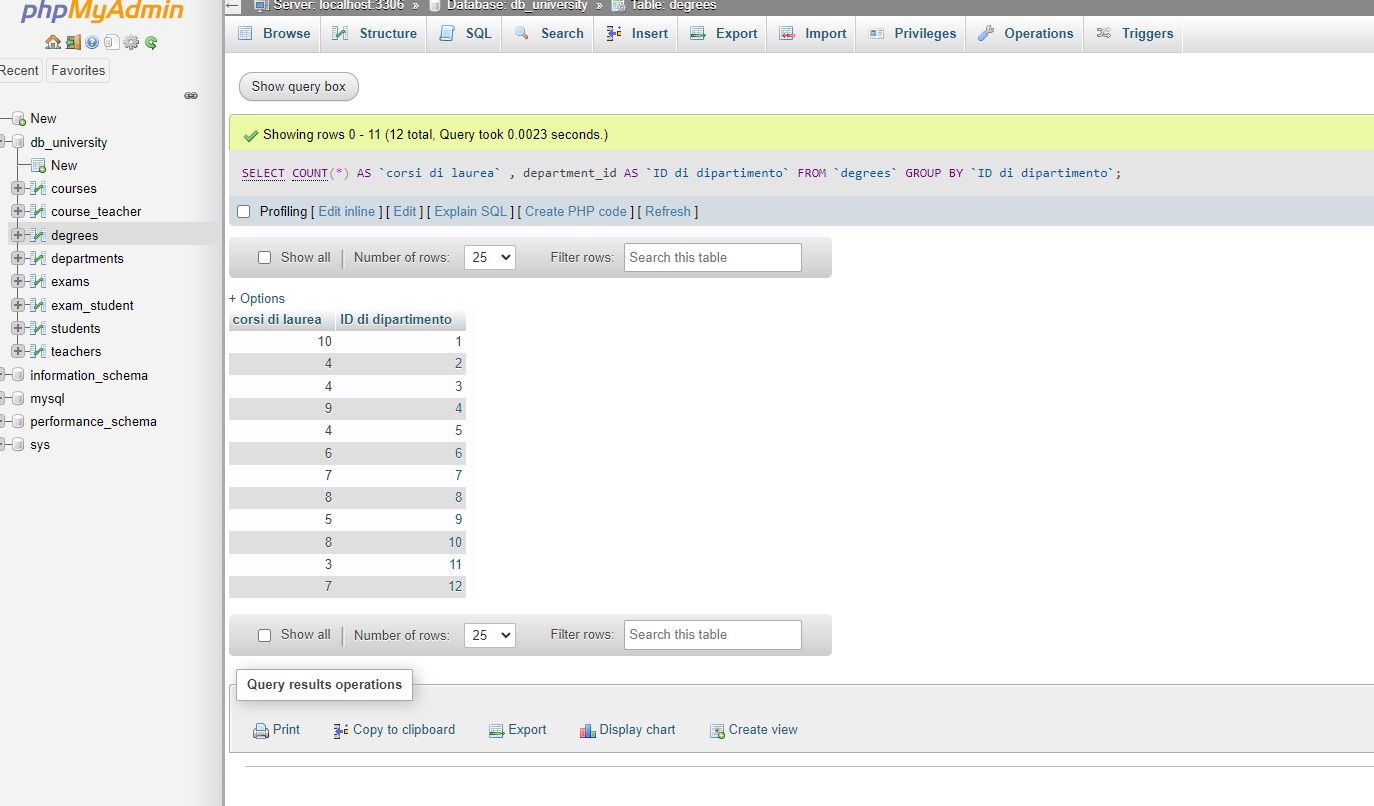 phpMyAdmin
Server: localhost:3306 » Database: db_university » Table: degrees
Browse Structure SQL Search Insert Export Import Privileges Operations Triggers
Recent Favorites
New
db_university
New
courses
course_teacher
degrees
departments
exams
exam_student
students
teachers
information_schema
mysql
performance_schema
sys
Show query box
Showing rows 0 - 11 (12 total, Query took 0.0023 seconds.)
SELECT COUNT(*) AS `corsi di laurea` , department_id AS `ID di dipartimento` FROM `degrees` GROUP BY `ID di dipartimento`;
Profiling [ Edit inline ] [ Edit ] [ Explain SQL ] [ Create PHP code ] [ Refresh ]
Show all Number of rows: 25 Filter rows: Search this table
+ Options
corsi di laurea ID di dipartimento
10 1
4 2
4 3
9 4
4 5
6 6
7 7
8 8
5 9
8 10
3 11
7 12
Show all Number of rows: 25 Filter rows: Search this table
Query results operations
Print Copy to clipboard Export Display chart Create view